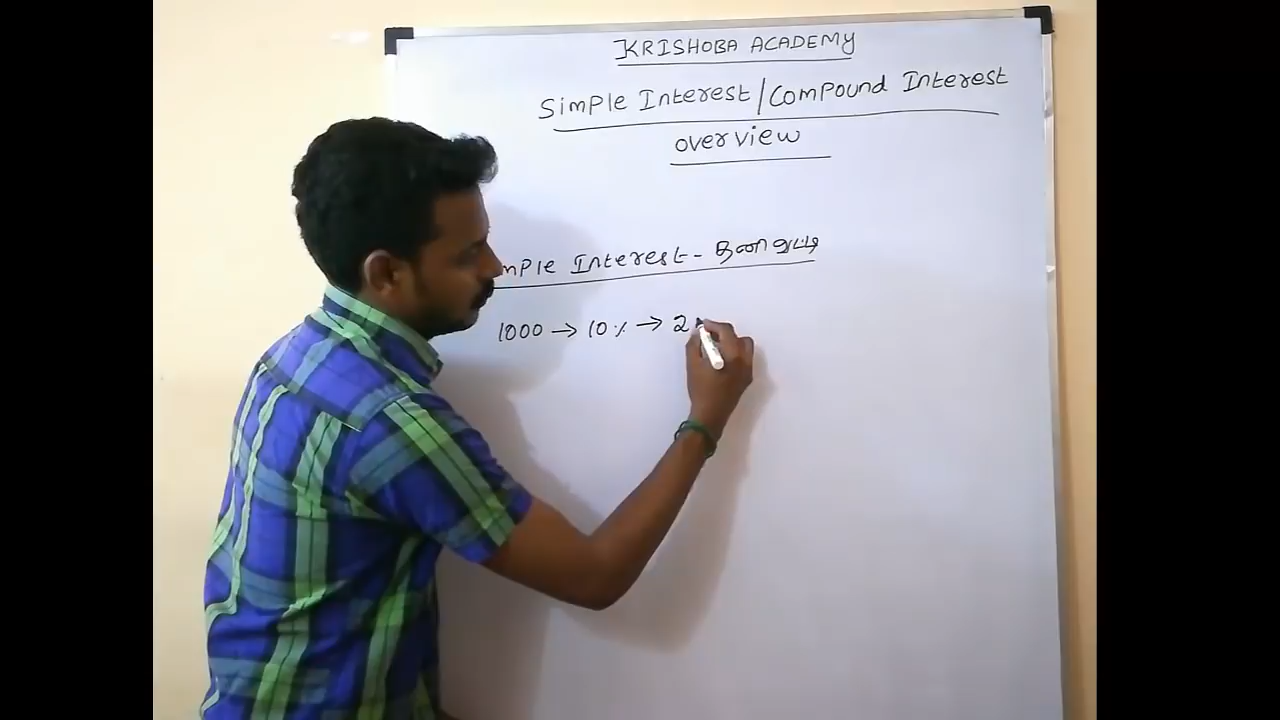 KRISHOBA ACADEMY
Simple Interest / Compound Interest
overview
mple Interest - தனிவட்டி
1000 → 10% → 2